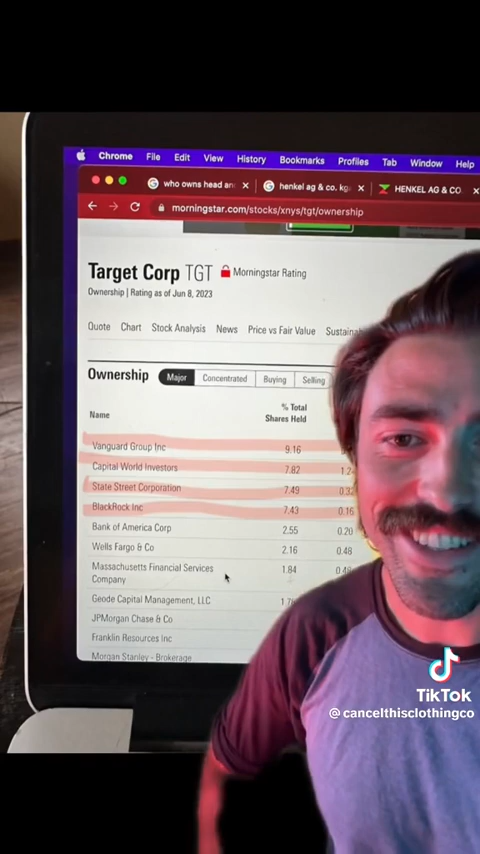 Chrome File Edit View History Bookmarks Profiles Tab Window Help
who owns head an
henkel ag & co. kg
HENKEL AG & CO.
morningstar.com/stocks/xnys/tgt/ownership
Target Corp TGT Morningstar Rating
Ownership | Rating as of Jun 8, 2023
Quote Chart Stock Analysis News Price vs Fair Value Sustaina
Ownership Major Concentrated Buying Selling
% Total
Name Shares Held
Vanguard Group Inc 9.16
Capital World Investors 7.82 1.2
State Street Corporation 7.49 0.32
BlackRock Inc 7.43 0.16
Bank of America Corp 2.55 0.20
Wells Fargo & Co 2.16 0.48
Massachusetts Financial Services 1.84 0.48
Company
Geode Capital Management, LLC
JPMorgan Chase & Co
Franklin Resources Inc
Morgan Stanley - Brokerage
TikTok
@cancelthisclothingco